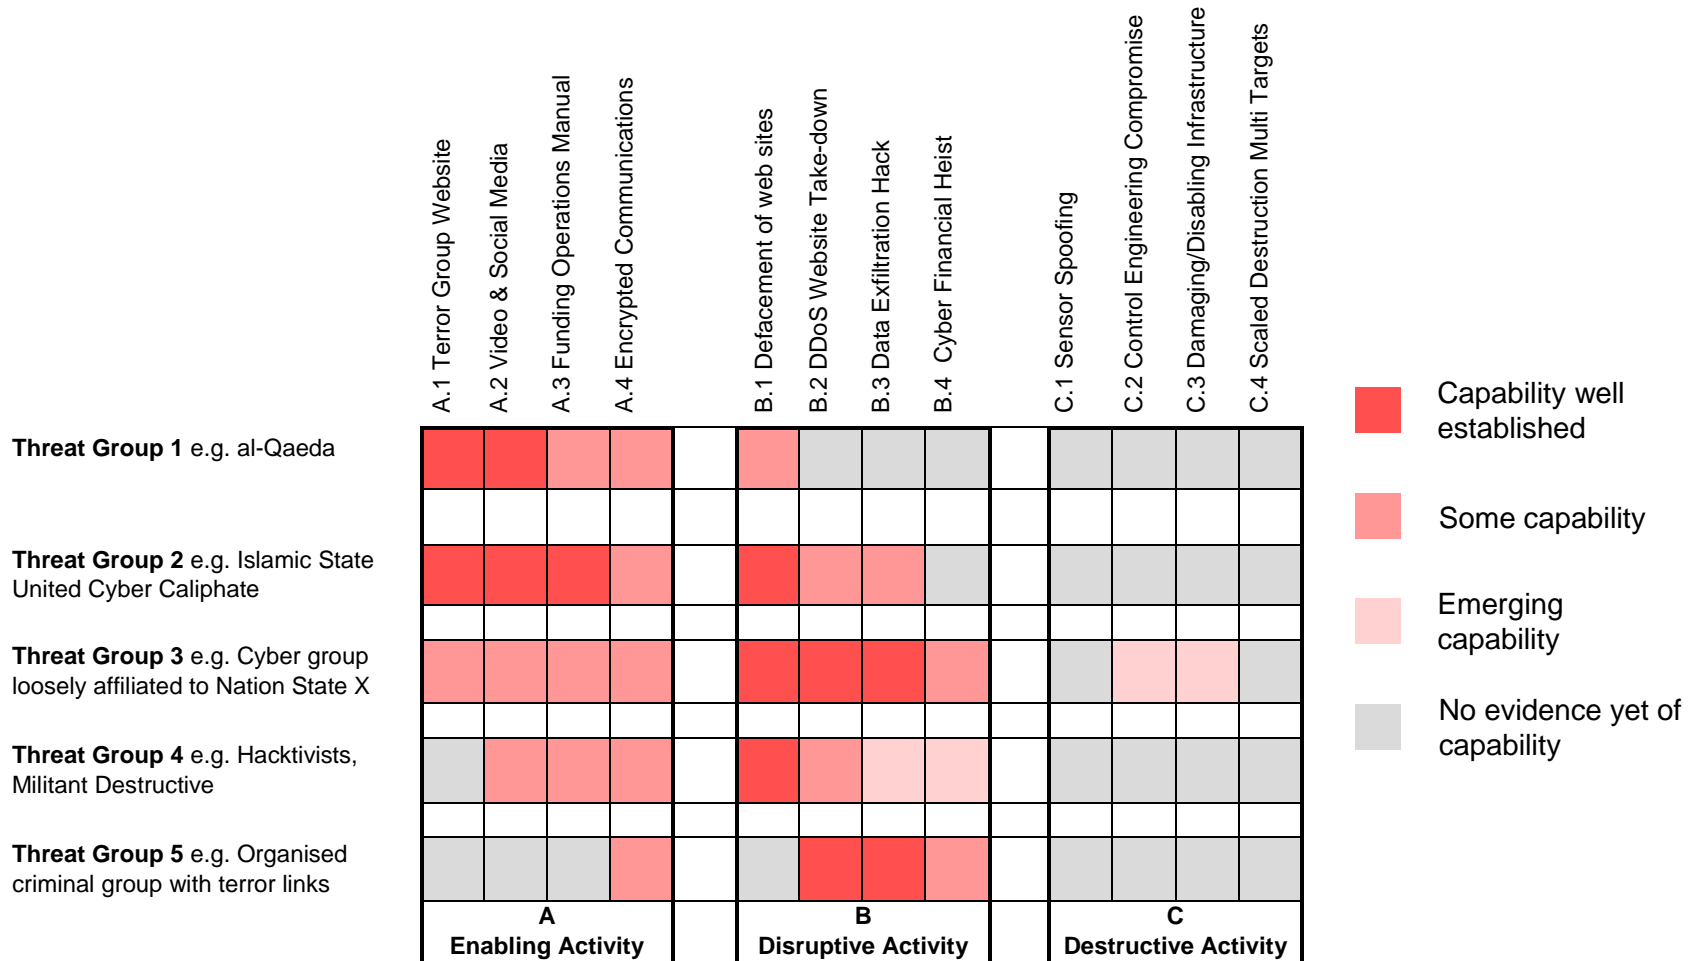 A.1 Terror Group Website
A.2 Video & Social Media
A.3 Funding Operations Manual
A.4 Encrypted Communications
B.1 Defacement of web sites
B.2 DDoS Website Take-down
B.3 Data Exfiltration Hack
B.4 Cyber Financial Heist
C.1 Sensor Spoofing
C.2 Control Engineering Compromise
C.3 Damaging/Disabling Infrastructure
C.4 Scaled Destruction Multi Targets
Threat Group 1 e.g. al-Qaeda
Threat Group 2 e.g. Islamic State
United Cyber Caliphate
Threat Group 3 e.g. Cyber group
loosely affiliated to Nation State X
Threat Group 4 e.g. Hacktivists,
Militant Destructive
Threat Group 5 e.g. Organised
criminal group with terror links
A
Enabling Activity
B
Disruptive Activity
C
Destructive Activity
Capability well
established
Some capability
Emerging
capability
No evidence yet of
capability